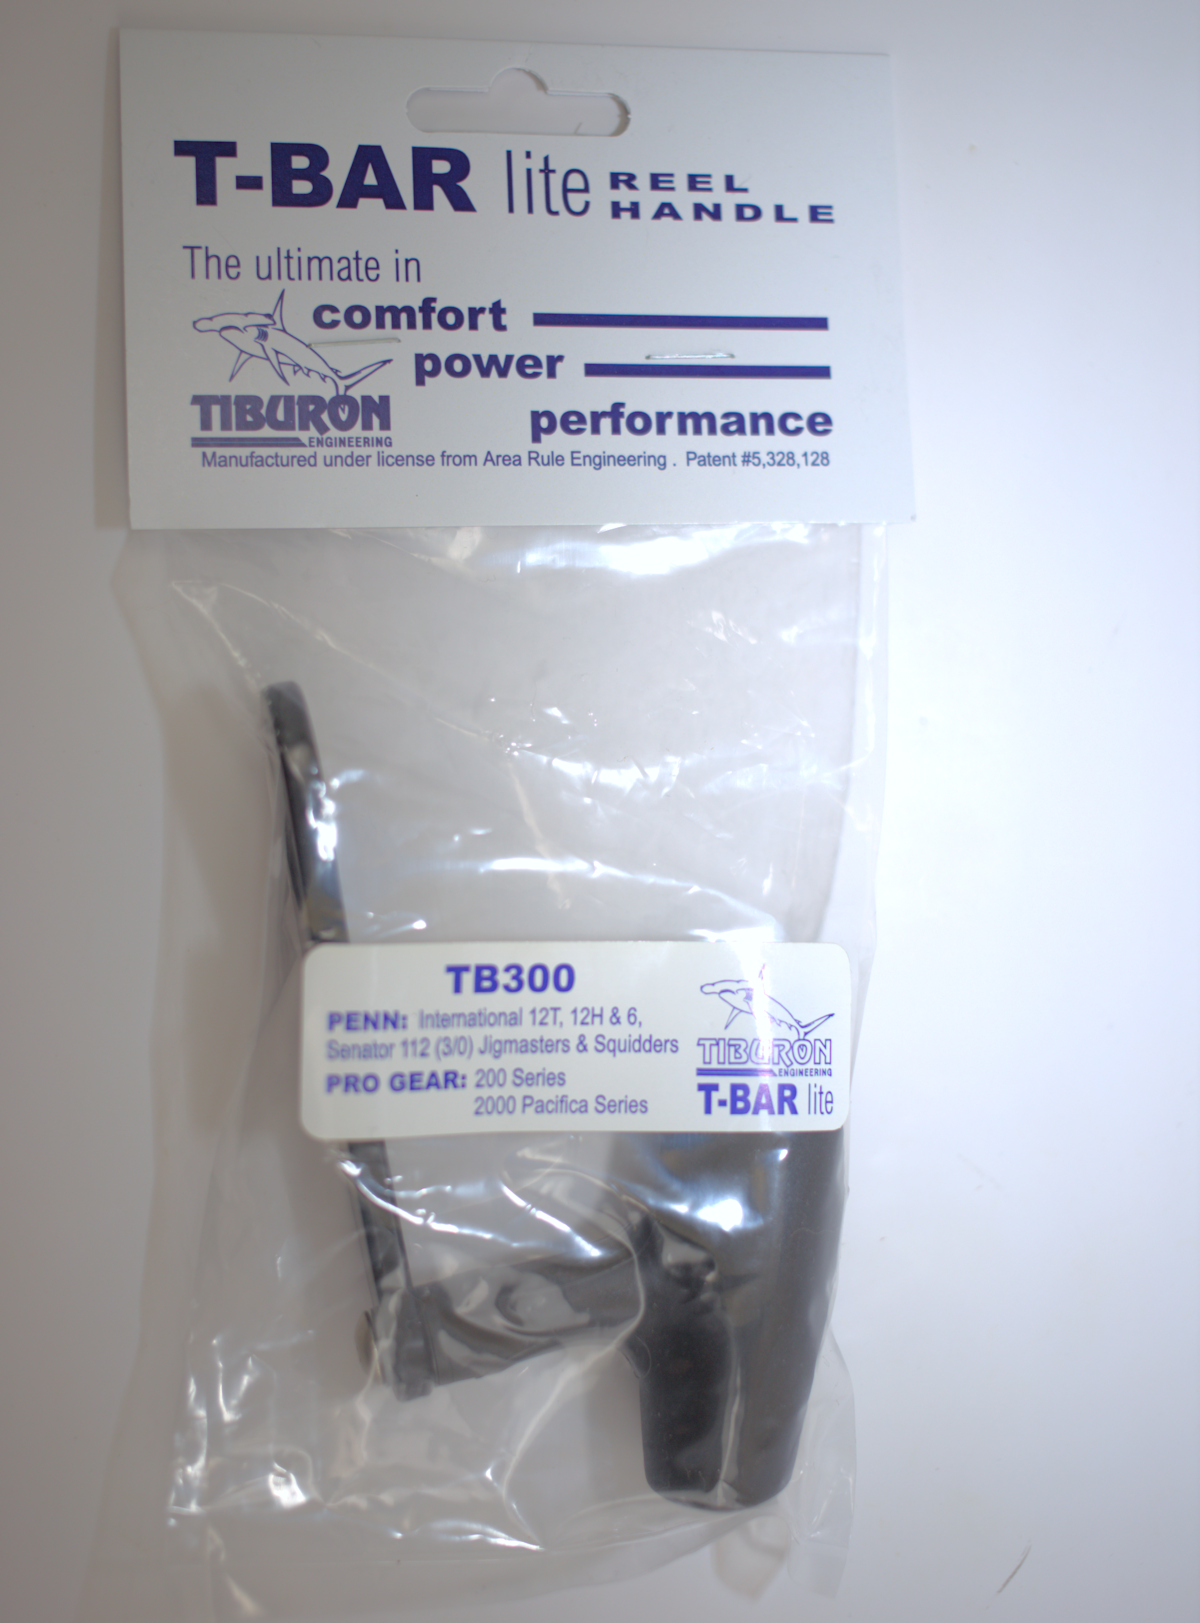 T-BAR lite REEL HANDLE
The ultimate in
comfort
power
performance
TIBURON
ENGINEERING
Manufactured under license from Area Rule Engineering . Patent #5,328,128
TB300
PENN: International 12T, 12H & 6,
Senator 112 (3/0) Jigmasters & Squidders
PRO GEAR: 200 Series
2000 Pacifica Series
TIBURON
ENGINEERING
T-BAR lite